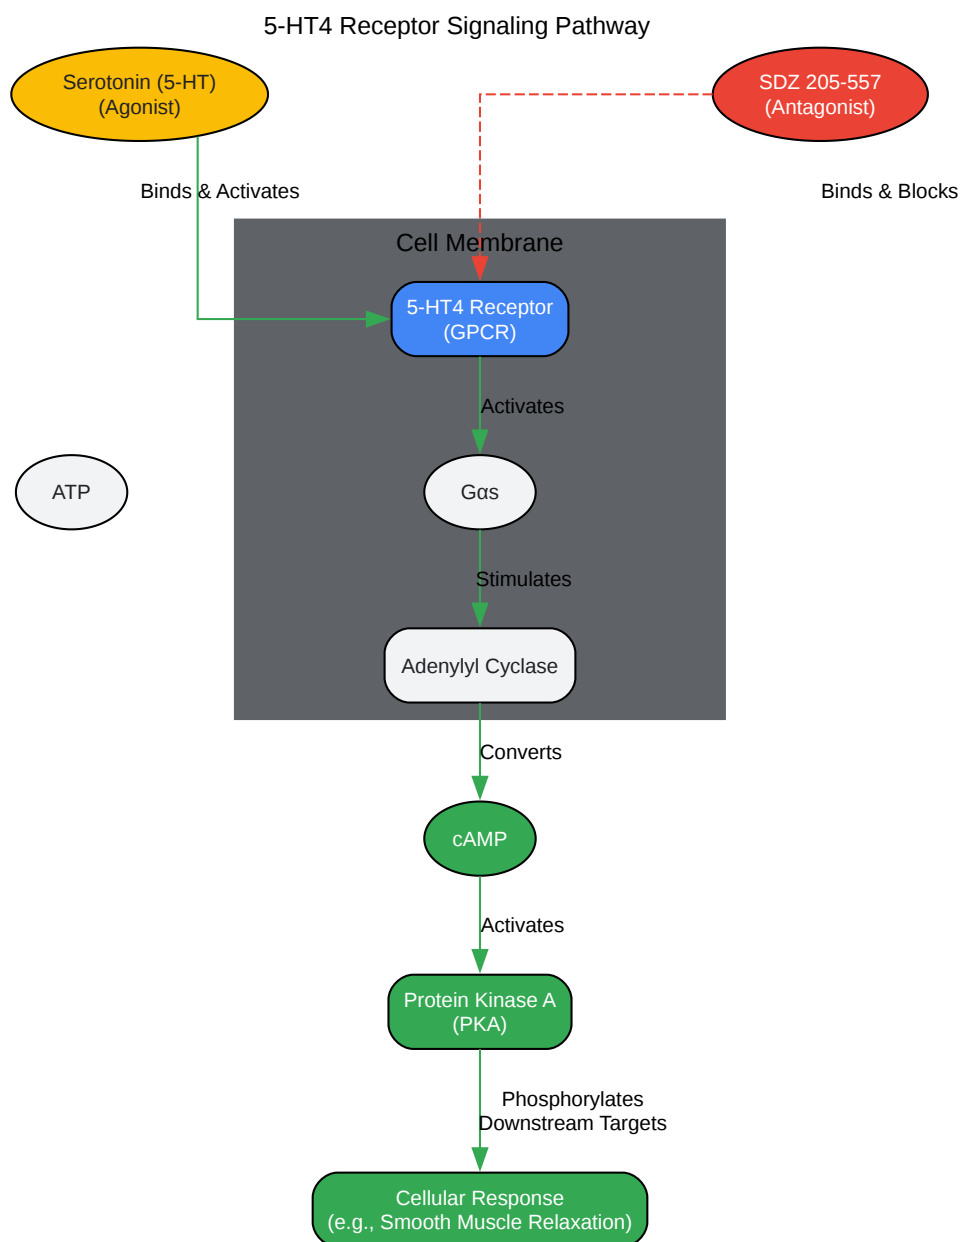 5-HT4 Receptor Signaling Pathway
Serotonin (5-HT)
(Agonist)
SDZ 205-557
(Antagonist)
Binds & Activates
Binds & Blocks
Cell Membrane
5-HT4 Receptor
(GPCR)
Activates
ATP
Gαs
Stimulates
Adenylyl Cyclase
Converts
cAMP
Activates
Protein Kinase A
(PKA)
Phosphorylates
Downstream Targets
Cellular Response
(e.g., Smooth Muscle Relaxation)